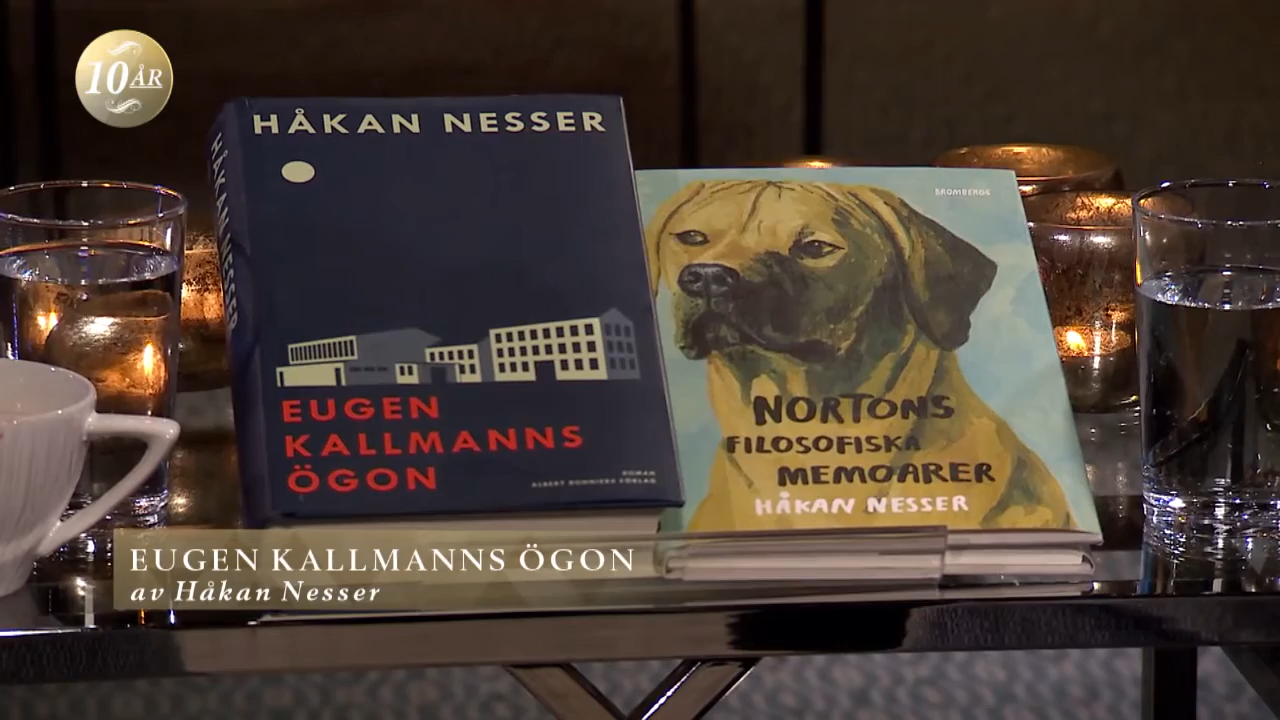 10 ÅR
HÅKAN NESSER
HÅKAN NESSER
EUGEN
KALLMANNS
ÖGON
ROMAN
ALBERT BONNIERS FÖRLAG
BROMBERGS
NORTONS
FILOSOFISKA
MEMOARER
HÅKAN NESSER
EUGEN KALLMANNS ÖGON
av Håkan Nesser